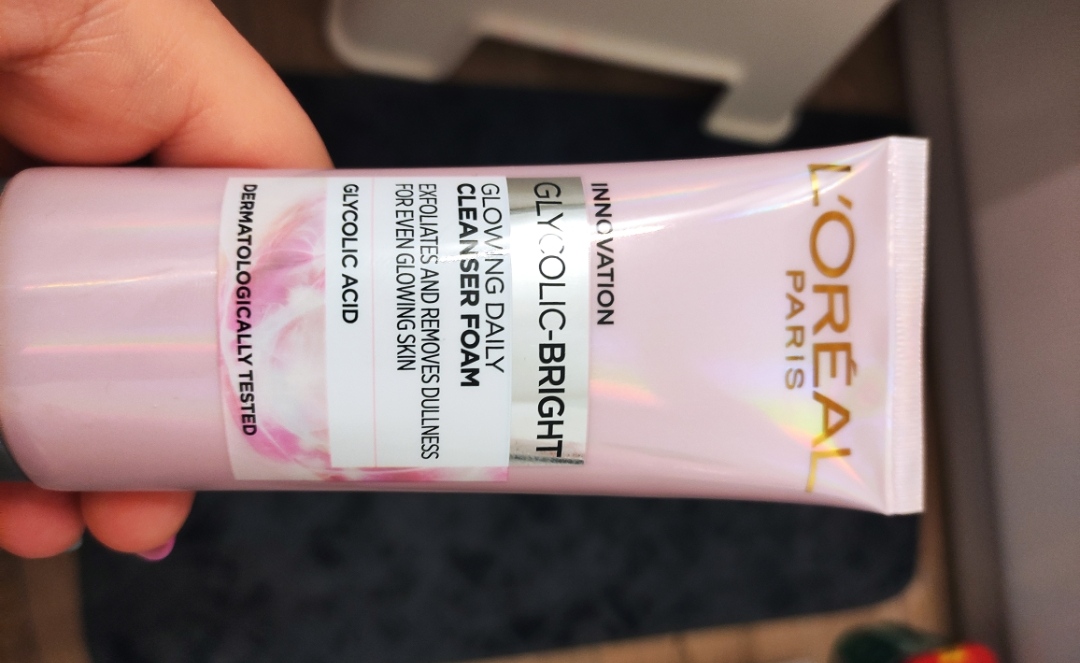 L'ORÉAL
PARIS
INNOVATION
GLYCOLIC-BRIGHT
GLOWING DAILY
CLEANSER FOAM
EXFOLIATES AND REMOVES DULLNESS
FOR EVEN GLOWING SKIN
GLYCOLIC ACID
DERMATOLOGICALLY TESTED